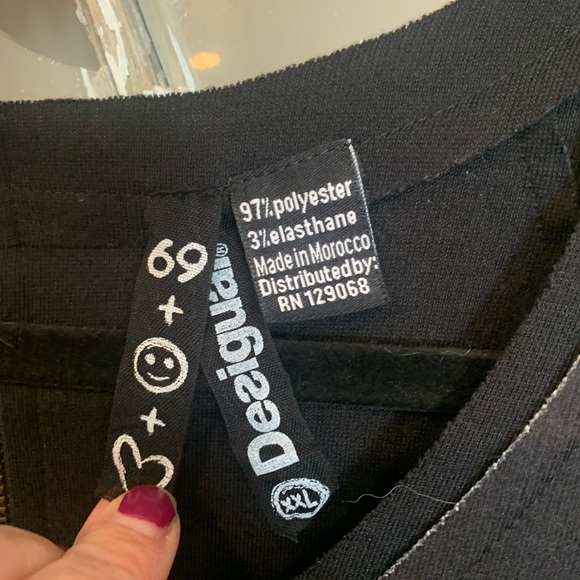 69
+
+
Desigual®
XXL
97% polyester
3% elasthane
Made in Morocco
Distributed by:
RN 129068